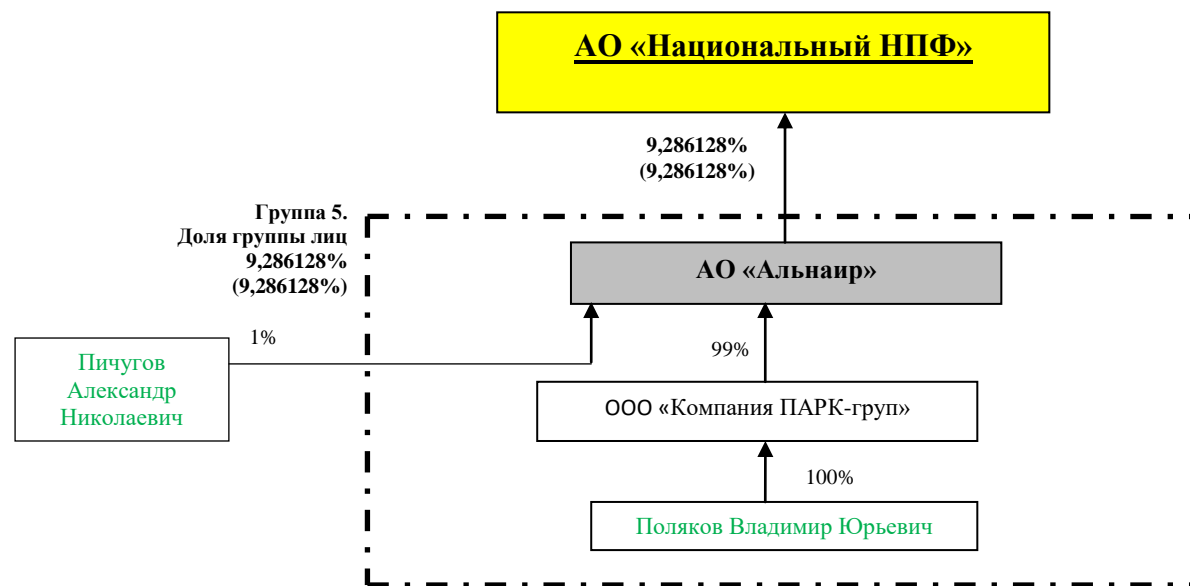 АО «Национальный НПФ»
9,286128%
(9,286128%)
Группа 5.
Доля группы лиц
9,286128%
(9,286128%)
АО «Альнаир»
1%
99%
Пичугов
Александр
Николаевич
ООО «Компания ПАРК-груп»
100%
Поляков Владимир Юрьевич